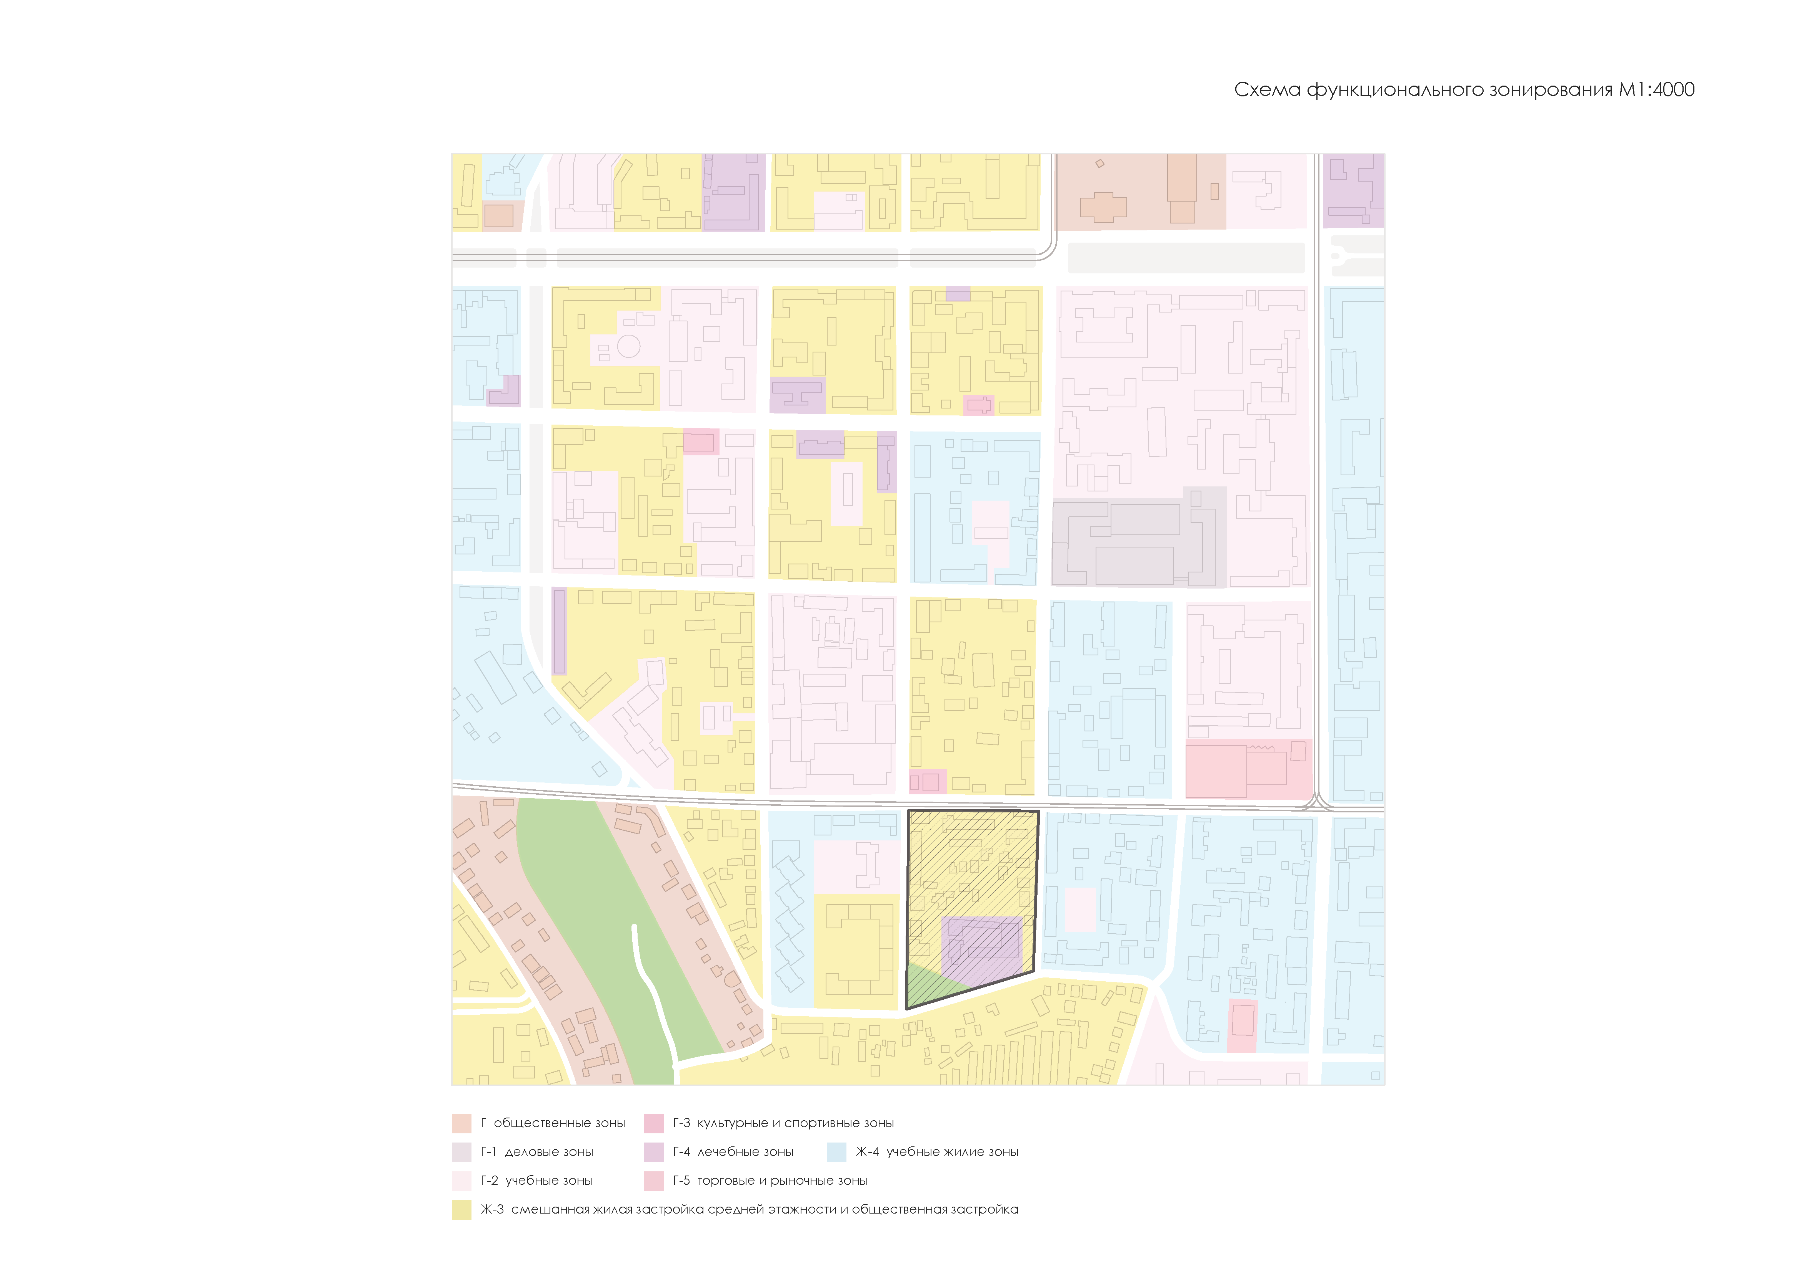 Схема функционального зонирования М1:4000
Г общественные зоны
Г-3 культурные и спортивные зоны
Г-1 деловые зоны
Г-4 лечебные зоны
Ж-4 учебные жилие зоны
Г-2 учебные зоны
Г-5 торговые и рыночные зоны
Ж-3 смешанная жилая застройка средней этажности и общественная застройка